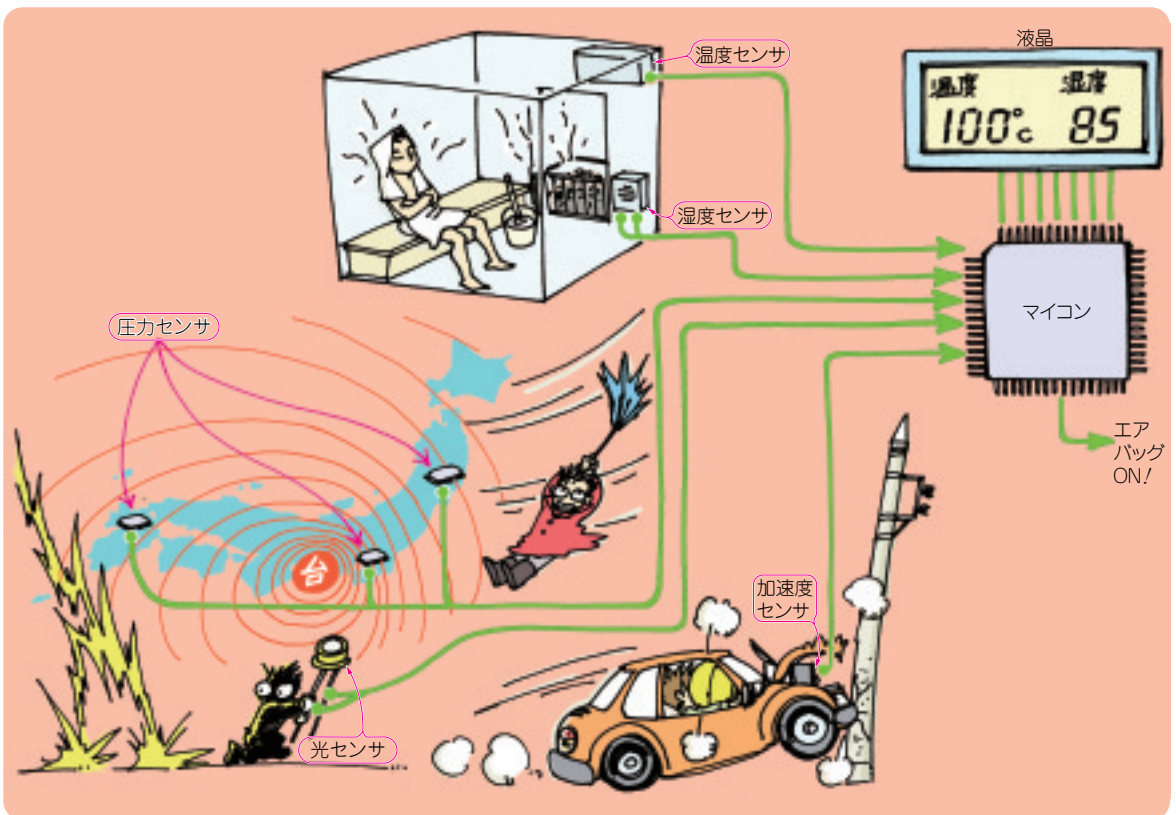 液晶
温度センサ
温度 湿度
100°c 85
湿度センサ
マイコン
圧力センサ
エア
バッグ
ON!
台
加速度
センサ
光センサ